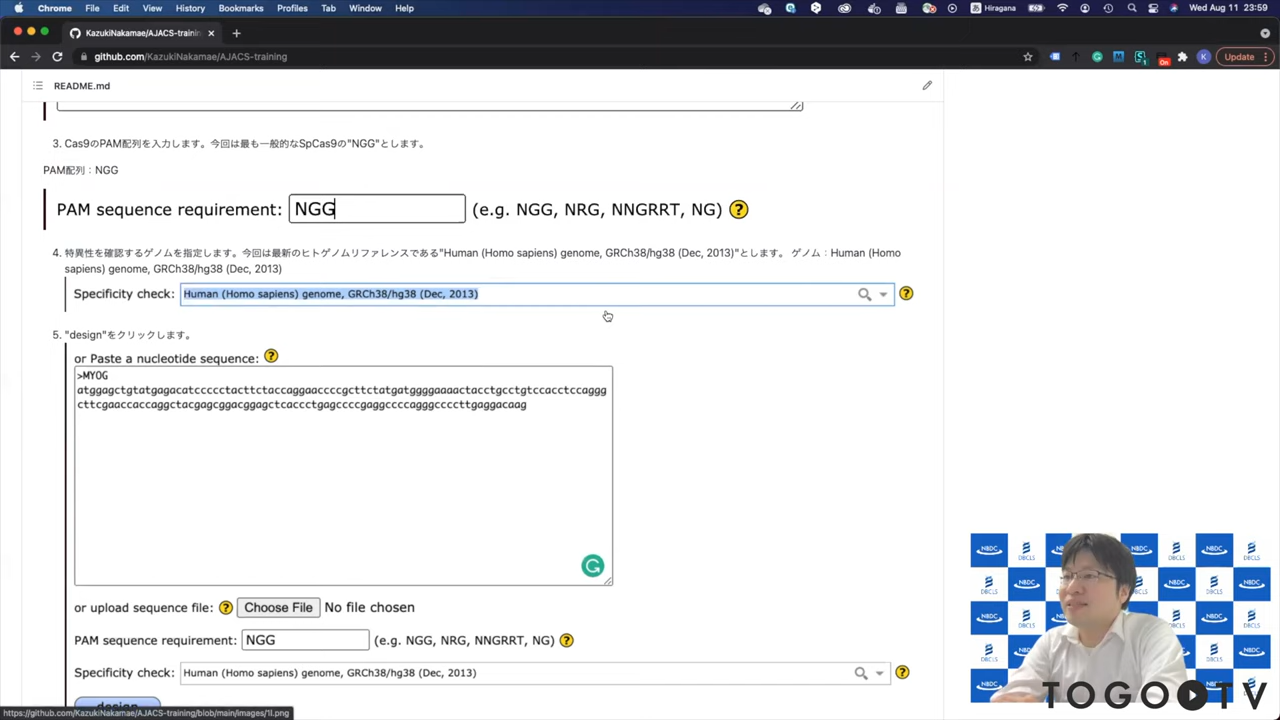 Chrome File Edit View History Bookmarks Profiles Tab Window Help
Hiragana
Wed Aug 11 23:59
KazukiNakamae/AJACS-trainin
github.com/KazukiNakamae/AJACS-training
On
K
Update
README.md
3. Cas9のPAM配列を入力します。今回は最も一般的なSpCas9の"NGG"とします。
PAM配列：NGG
PAM sequence requirement: NGG (e.g. NGG, NRG, NNGRRT, NG) ?
4. 特異性を確認するゲノムを指定します。今回は最新のヒトゲノムリファレンスである"Human (Homo sapiens) genome, GRCh38/hg38 (Dec, 2013)"とします。 ゲノム：Human (Homo
sapiens) genome, GRCh38/hg38 (Dec, 2013)
Specificity check: Human (Homo sapiens) genome, GRCh38/hg38 (Dec, 2013) ?
5. "design"をクリックします。
or Paste a nucleotide sequence: ?
>MYOG
atggagctgtatgagacatccccctacttctaccaggaaccccgcttctatgatggggaaaactacctgcctgtccacctccaggg
cttcgaaccaccaggctacgagcggacggagctcaccctgagccccgaggccccagggccccttgaggacaag
or upload sequence file: ? Choose File No file chosen
PAM sequence requirement: NGG (e.g. NGG, NRG, NNGRRT, NG) ?
Specificity check: Human (Homo sapiens) genome, GRCh38/hg38 (Dec, 2013) ?
design
https://github.com/KazukiNakamae/AJACS-training/blob/main/images/1l.png
NBDC
DBCLS
TOGOTV